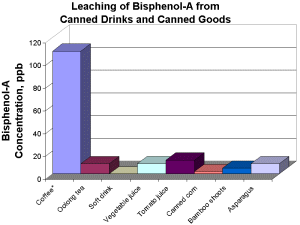 Leaching of Bisphenol-A from
Canned Drinks and Canned Goods
Bisphenol-A
Concentration, ppb
120
100
80
60
40
20
0
Coffee*
Oolong tea
Soft drink
Vegetable juice
Tomato juice
Canned corn
Bamboo shoots
Asparagus